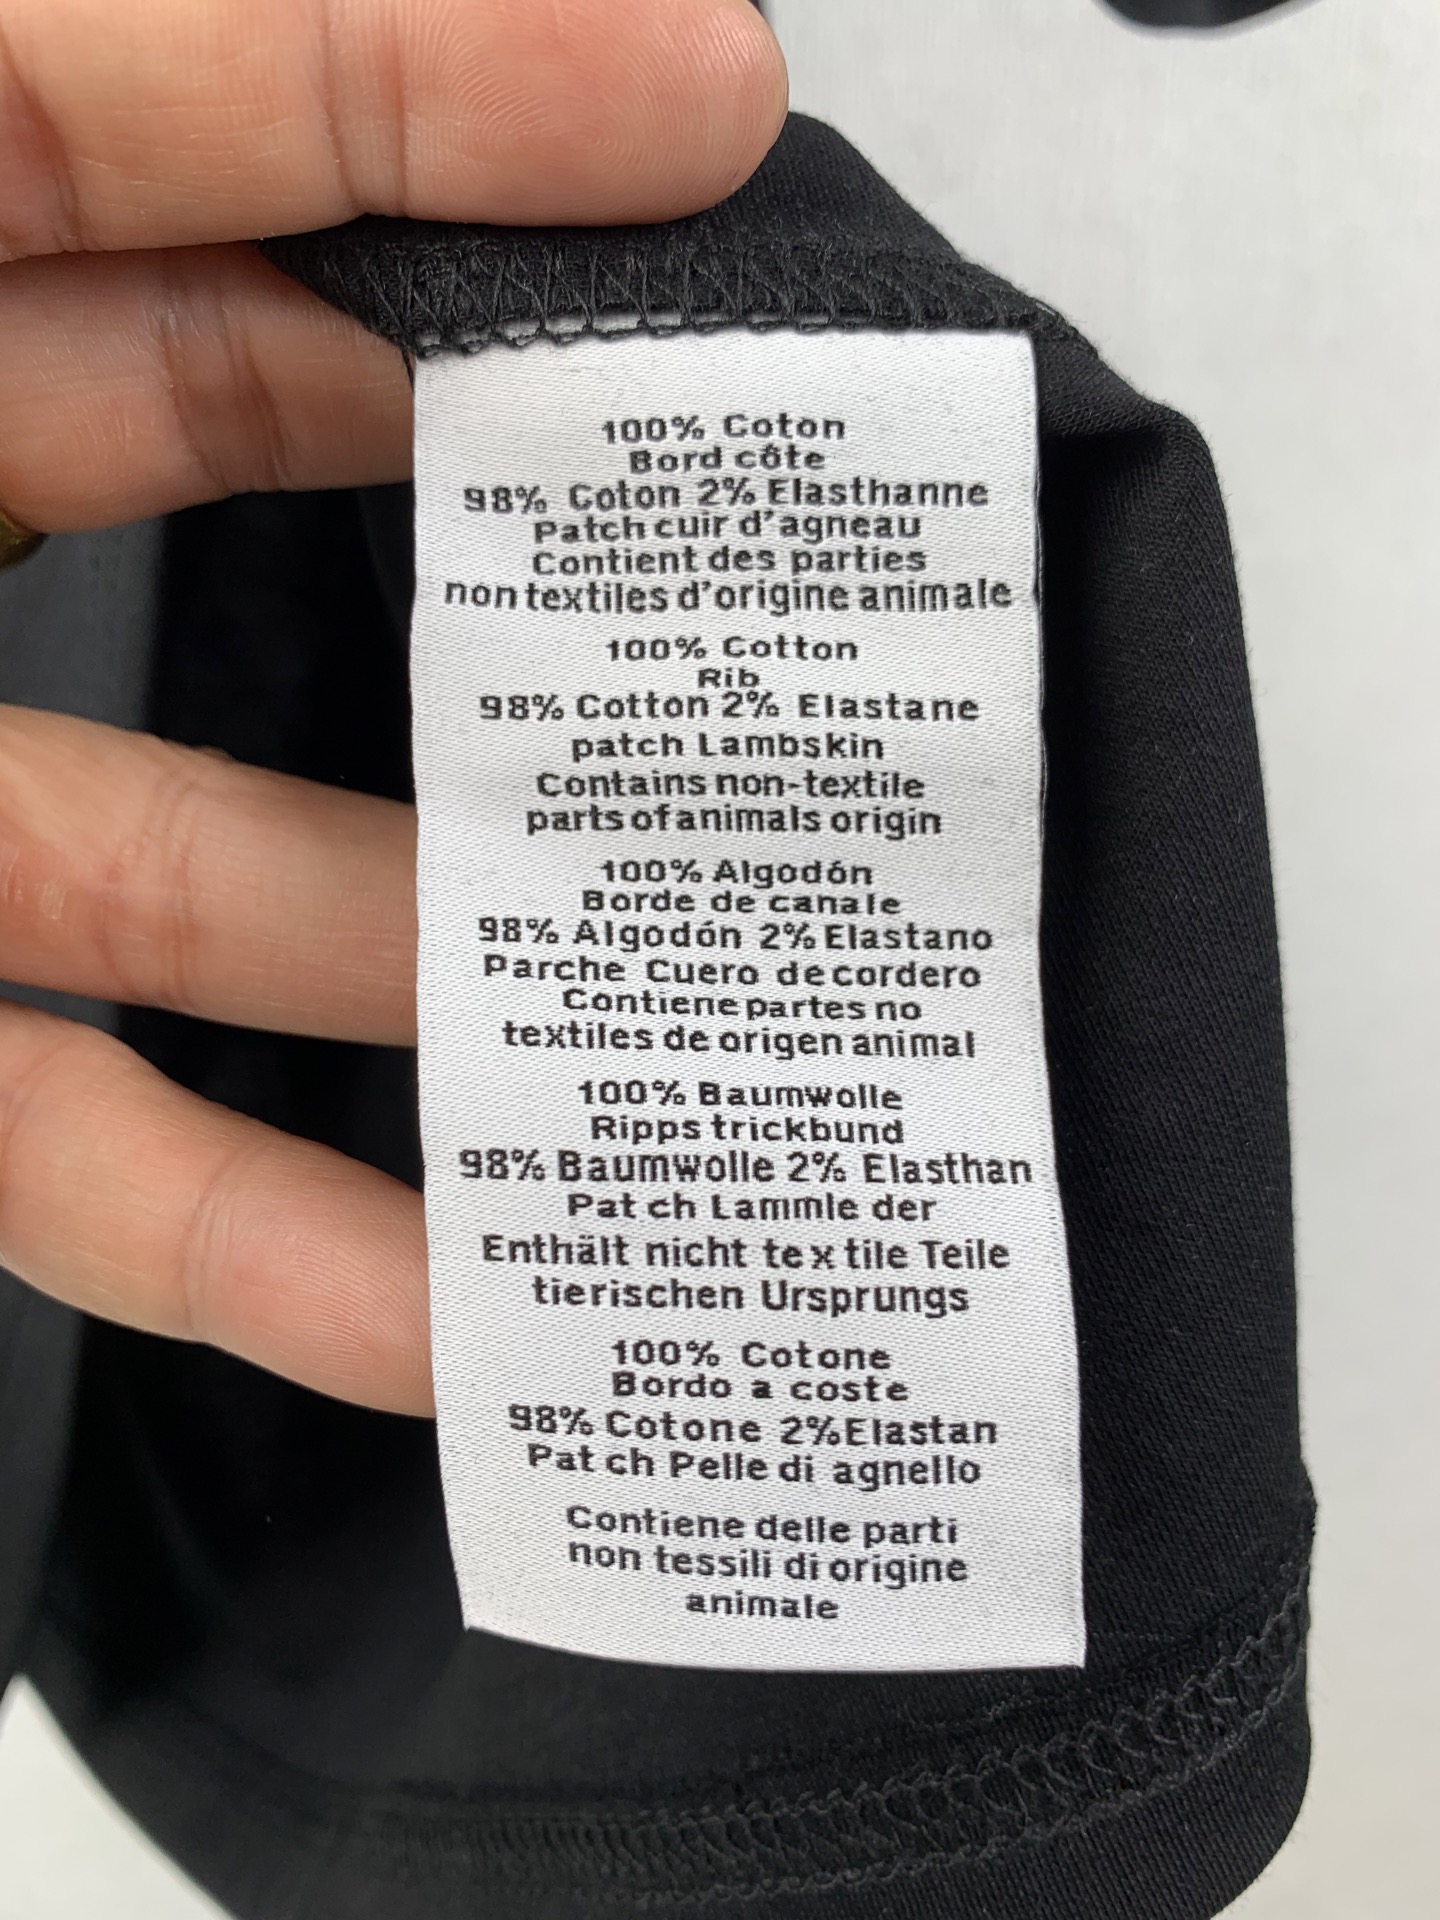 100% Coton
Bord côte
98% Coton 2% Elasthanne
Patch cuir d'agneau
Contient des parties
non textiles d'origine animale
100% Cotton
Rib
98% Cotton 2% Elastane
patch Lambskin
Contains non-textile
parts of animals origin
100% Algodón
Borde de canale
98% Algodón 2% Elastano
Parche Cuero de cordero
Contiene partes no
textiles de origen animal
100% Baumwolle
Ripps trickbund
98% Baumwolle 2% Elasthan
Pat ch Lammle der
Enthält nicht te x tile Teile
tierischen Ursprungs
100% Cotone
Bordo a coste
98% Cotone 2% Elastan
Pat ch Pelle di agnello
Contiene delle parti
non tessili di origine
animale